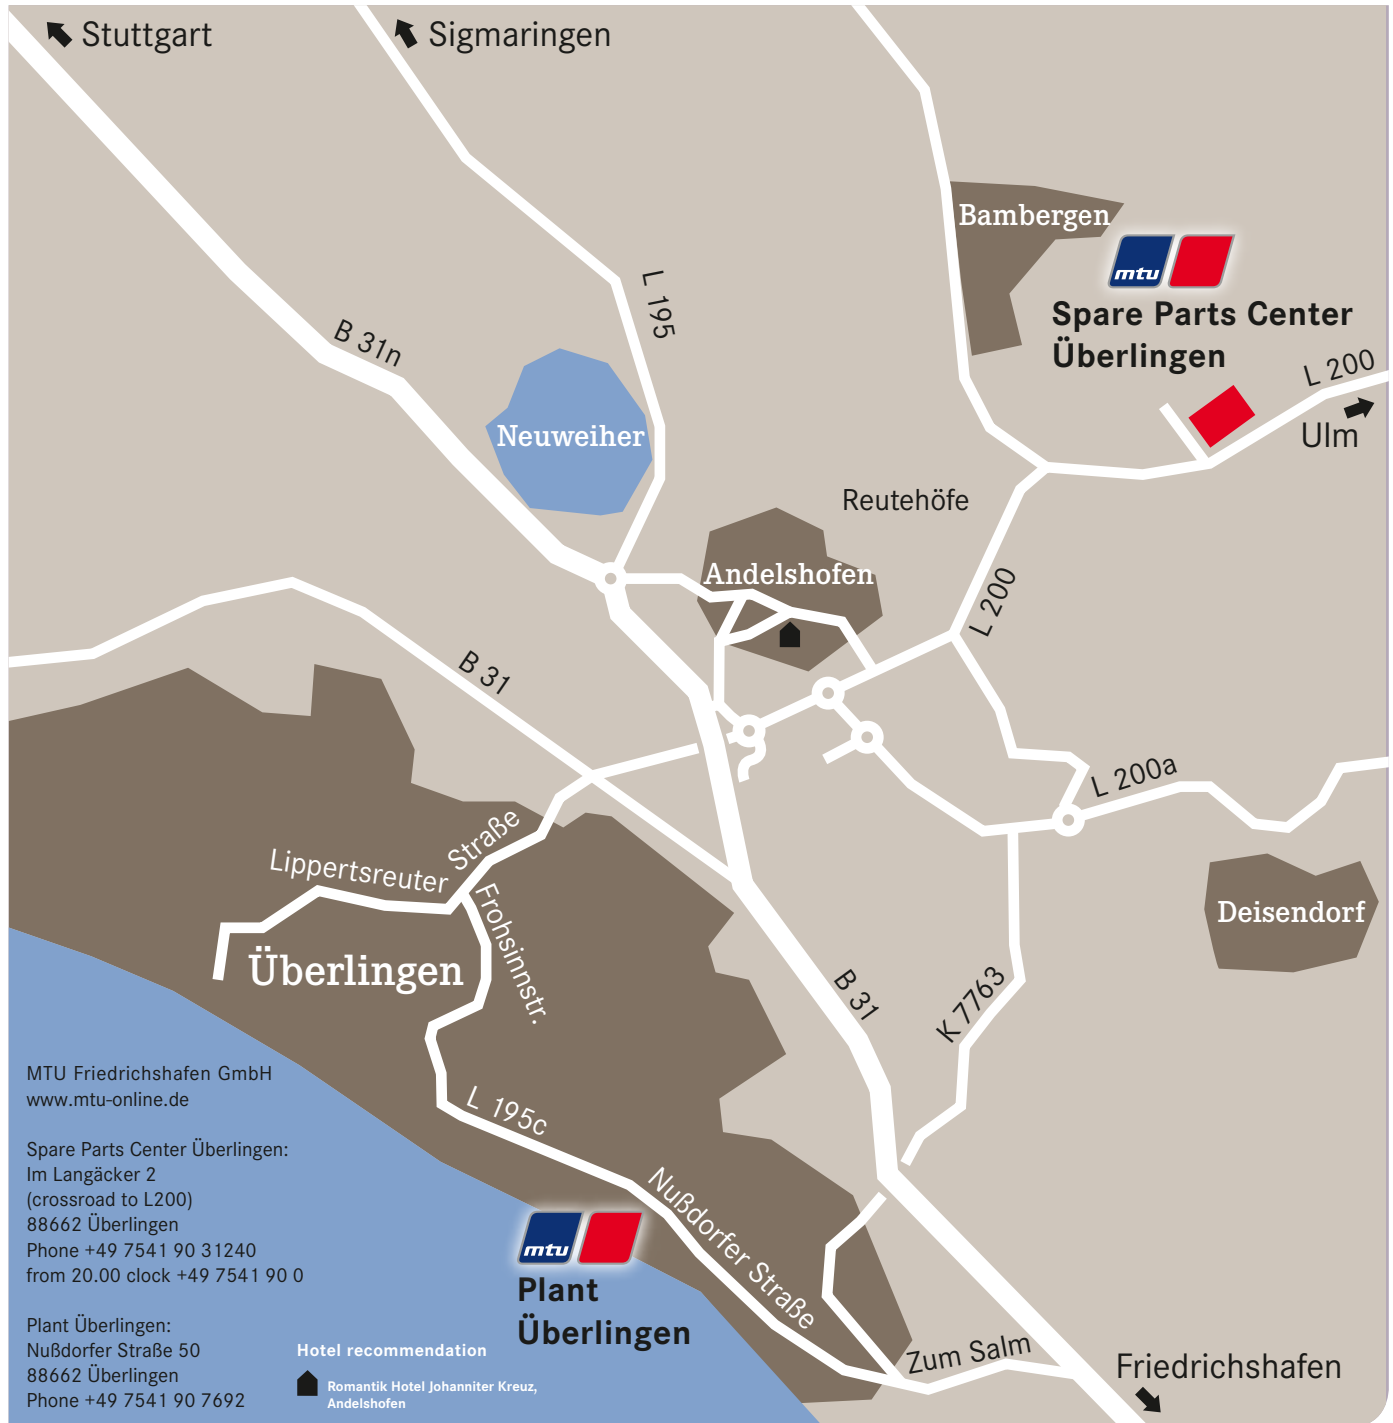 Stuttgart
Sigmaringen
Bambergen
mtu
Spare Parts Center
Überlingen
L 195
B 31n
L 200
Ulm
Neuweiher
Reutehöfe
Andelshofen
L 200
B 31
L 200a
Straße
Lippertsreuter
Frohsinnstr.
Deisendorf
Überlingen
B 31
K 7763
L 195c
Nußdorfer Straße
mtu
Plant
Überlingen
Zum Salm
Friedrichshafen
MTU Friedrichshafen GmbH
www.mtu-online.de
Spare Parts Center Überlingen:
Im Langäcker 2
(crossroad to L200)
88662 Überlingen
Phone +49 7541 90 31240
from 20.00 clock +49 7541 90 0
Plant Überlingen:
Nußdorfer Straße 50
88662 Überlingen
Phone +49 7541 90 7692
Hotel recommendation
Romantik Hotel Johanniter Kreuz,
Andelshofen